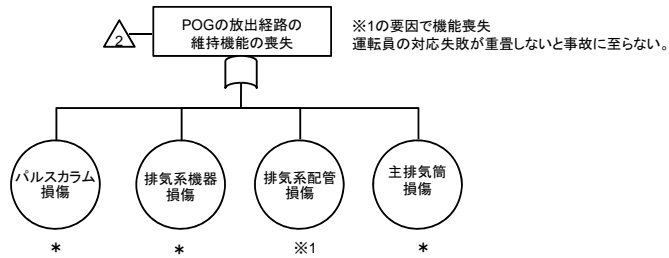 POGの放出経路の
維持機能の喪失
2
※1の要因で機能喪失
運転員の対応失敗が重畳しないと事故に至らない。
パルスカラム
損傷
排気系機器
損傷
排気系配管
損傷
主排気筒
損傷
*
*
※1
*